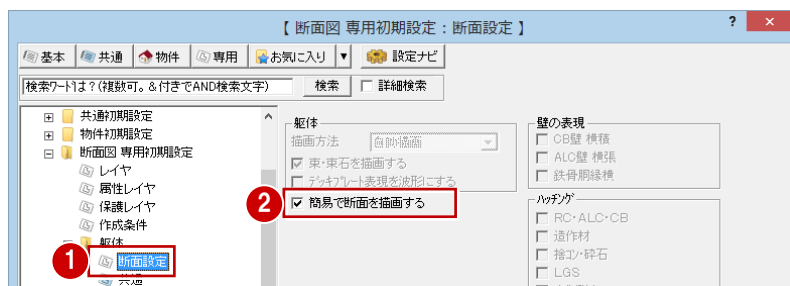 【 断面図 専用初期設定：断面設定 】
? ×
基本 共通 物件 専用 お気に入り ▼ 設定ナビ
検索ワードは？(複数可。＆付きでAND検索文字) 検索 詳細検索
共通初期設定
物件初期設定
断面図 専用初期設定
レイヤ
属性レイヤ
保護レイヤ
作成条件
躯体
1 断面設定
共通
躯体
描画方法 自動描画
束・束石を描画する
デッキプレート表現を波形にする
2 簡易で断面を描画する
壁の表現
CB壁 横積
ALC壁 横張
鉄骨胴縁横
ハッチング
RC・ALC・CB
造作材
捨コン・砕石
LGS